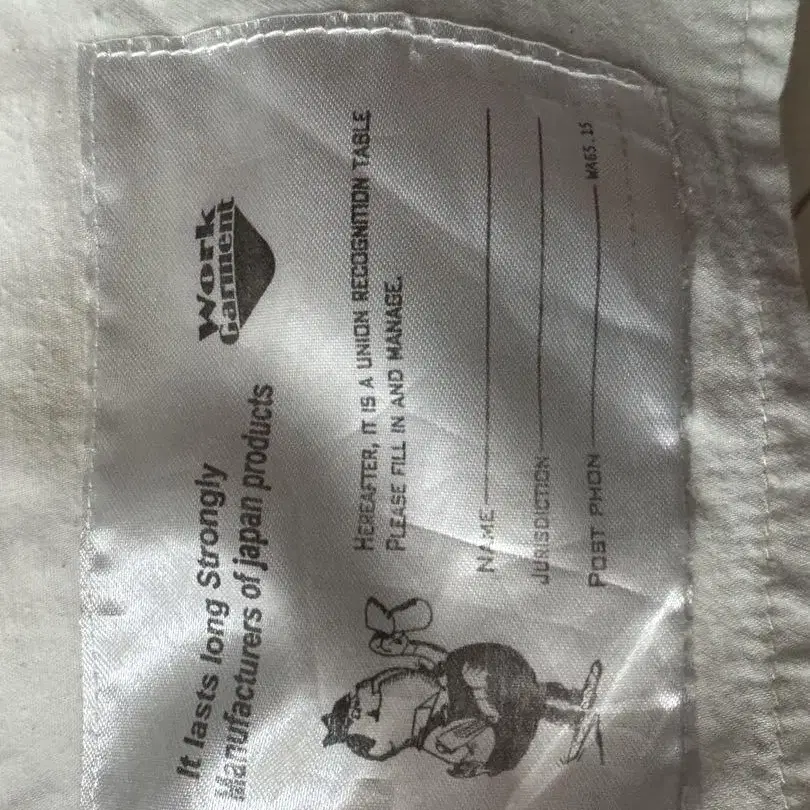 It lasts long Strongly
Manufacturers of japan products
Work
Garment
HEREAFTER, IT IS A UNION RECOGNITION TABLE
PLEASE FILL IN AND MANAGE.
NAME
JURISDICTION
POST PHON
WA65.15